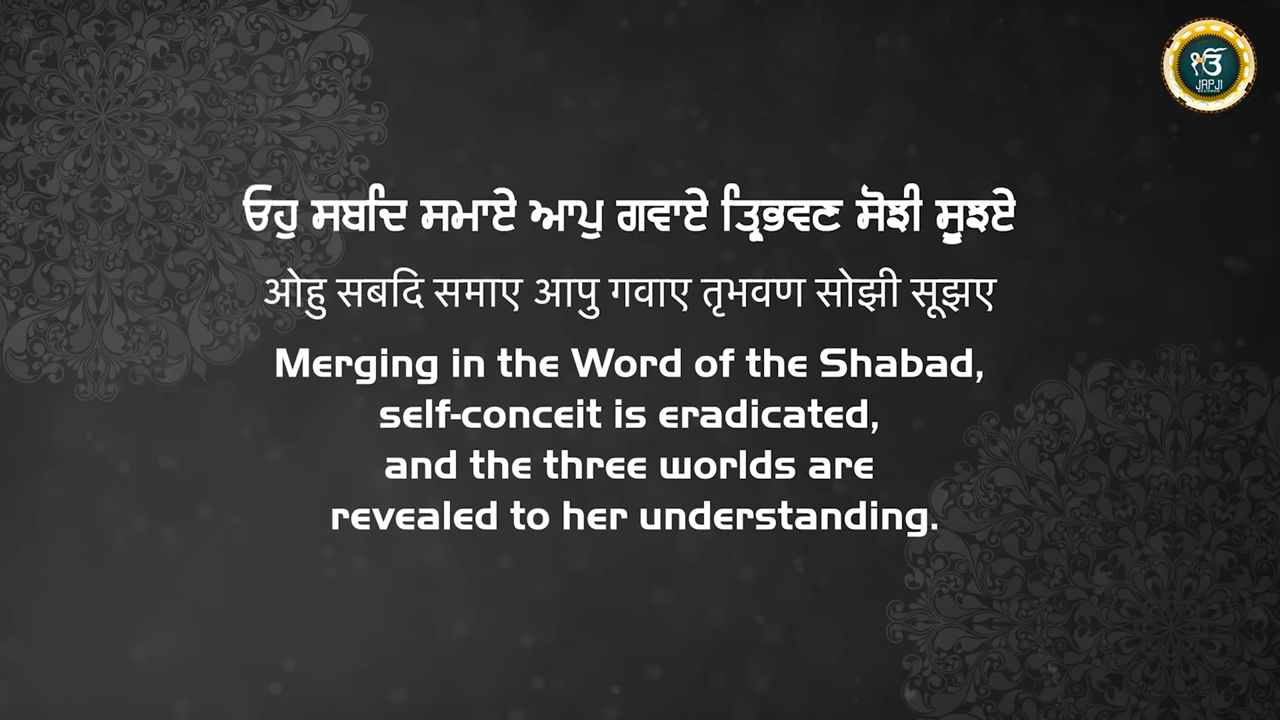 ੴ
JAPJI
ਓਹੁ ਸਬਦਿ ਸਮਾਏ ਆਪੁ ਗਵਾਏ ਤ੍ਰਿਭਵਣ ਸੋਝੀ ਸੂਝਏ
ओहु सबदि समाए आपु गवाए तृभवण सोझी सूझए
Merging in the Word of the Shabad,
self-conceit is eradicated,
and the three worlds are
revealed to her understanding.